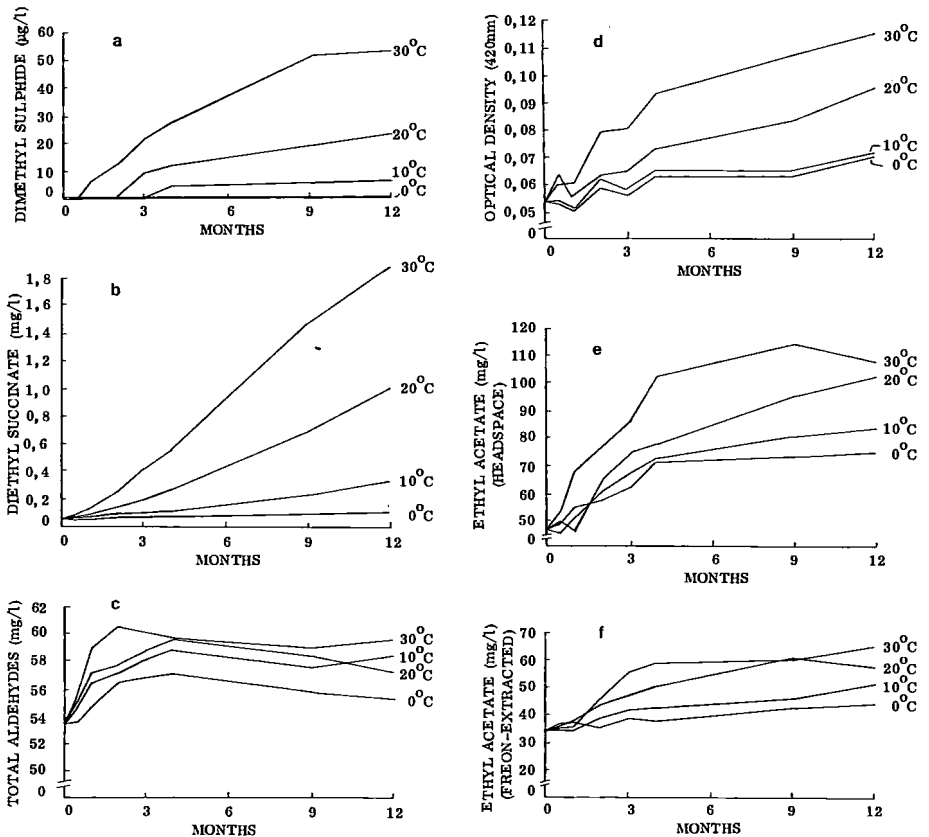 a
DIMETHYL SULPHIDE (µg/l)
60
50
40
30
20
10
0
30°C
20°C
10°C
0°C
0 3 6 9 12
MONTHS
b
DIETHYL SUCCINATE (mg/l)
1,8
1,6
1,4
1,2
1,0
0,8
0,6
0,4
0,2
0
30°C
20°C
10°C
0°C
0 3 6 9 12
MONTHS
c
TOTAL ALDEHYDES (mg/l)
62
60
58
56
54
52
50
0
30°C
10°C
20°C
0°C
0 3 6 9 12
MONTHS
d
OPTICAL DENSITY (420nm)
0,12
0,11
0,10
0,09
0,08
0,07
0,06
0,05
0
30°C
20°C
10°C
0°C
0 3 6 9 12
MONTHS
e
ETHYL ACETATE (mg/l)
(HEADSPACE)
120
110
100
90
80
70
60
50
0
30°C
20°C
10°C
0°C
0 3 6 9 12
MONTHS
f
ETHYL ACETATE (mg/l)
(FREON-EXTRACTED)
70
60
50
40
30
20
0
30°C
20°C
10°C
0°C
0 3 6 9 12
MONTHS